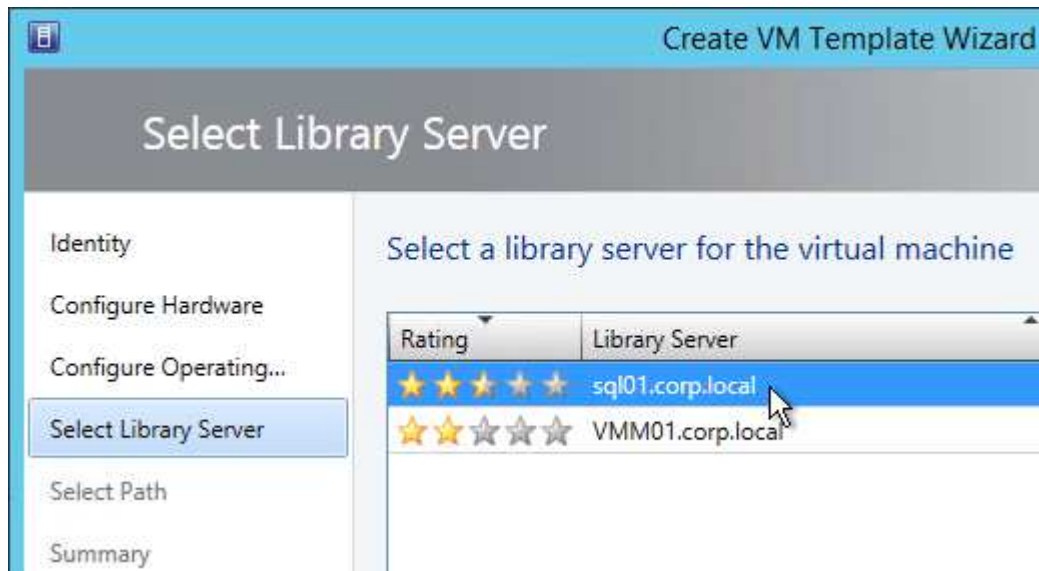 Create VM Template Wizard
Select Library Server
Identity
Configure Hardware
Configure Operating...
Select Library Server
Select Path
Summary
Select a library server for the virtual machine
Rating Library Server
sql01.corp.local
VMM01.corp.local